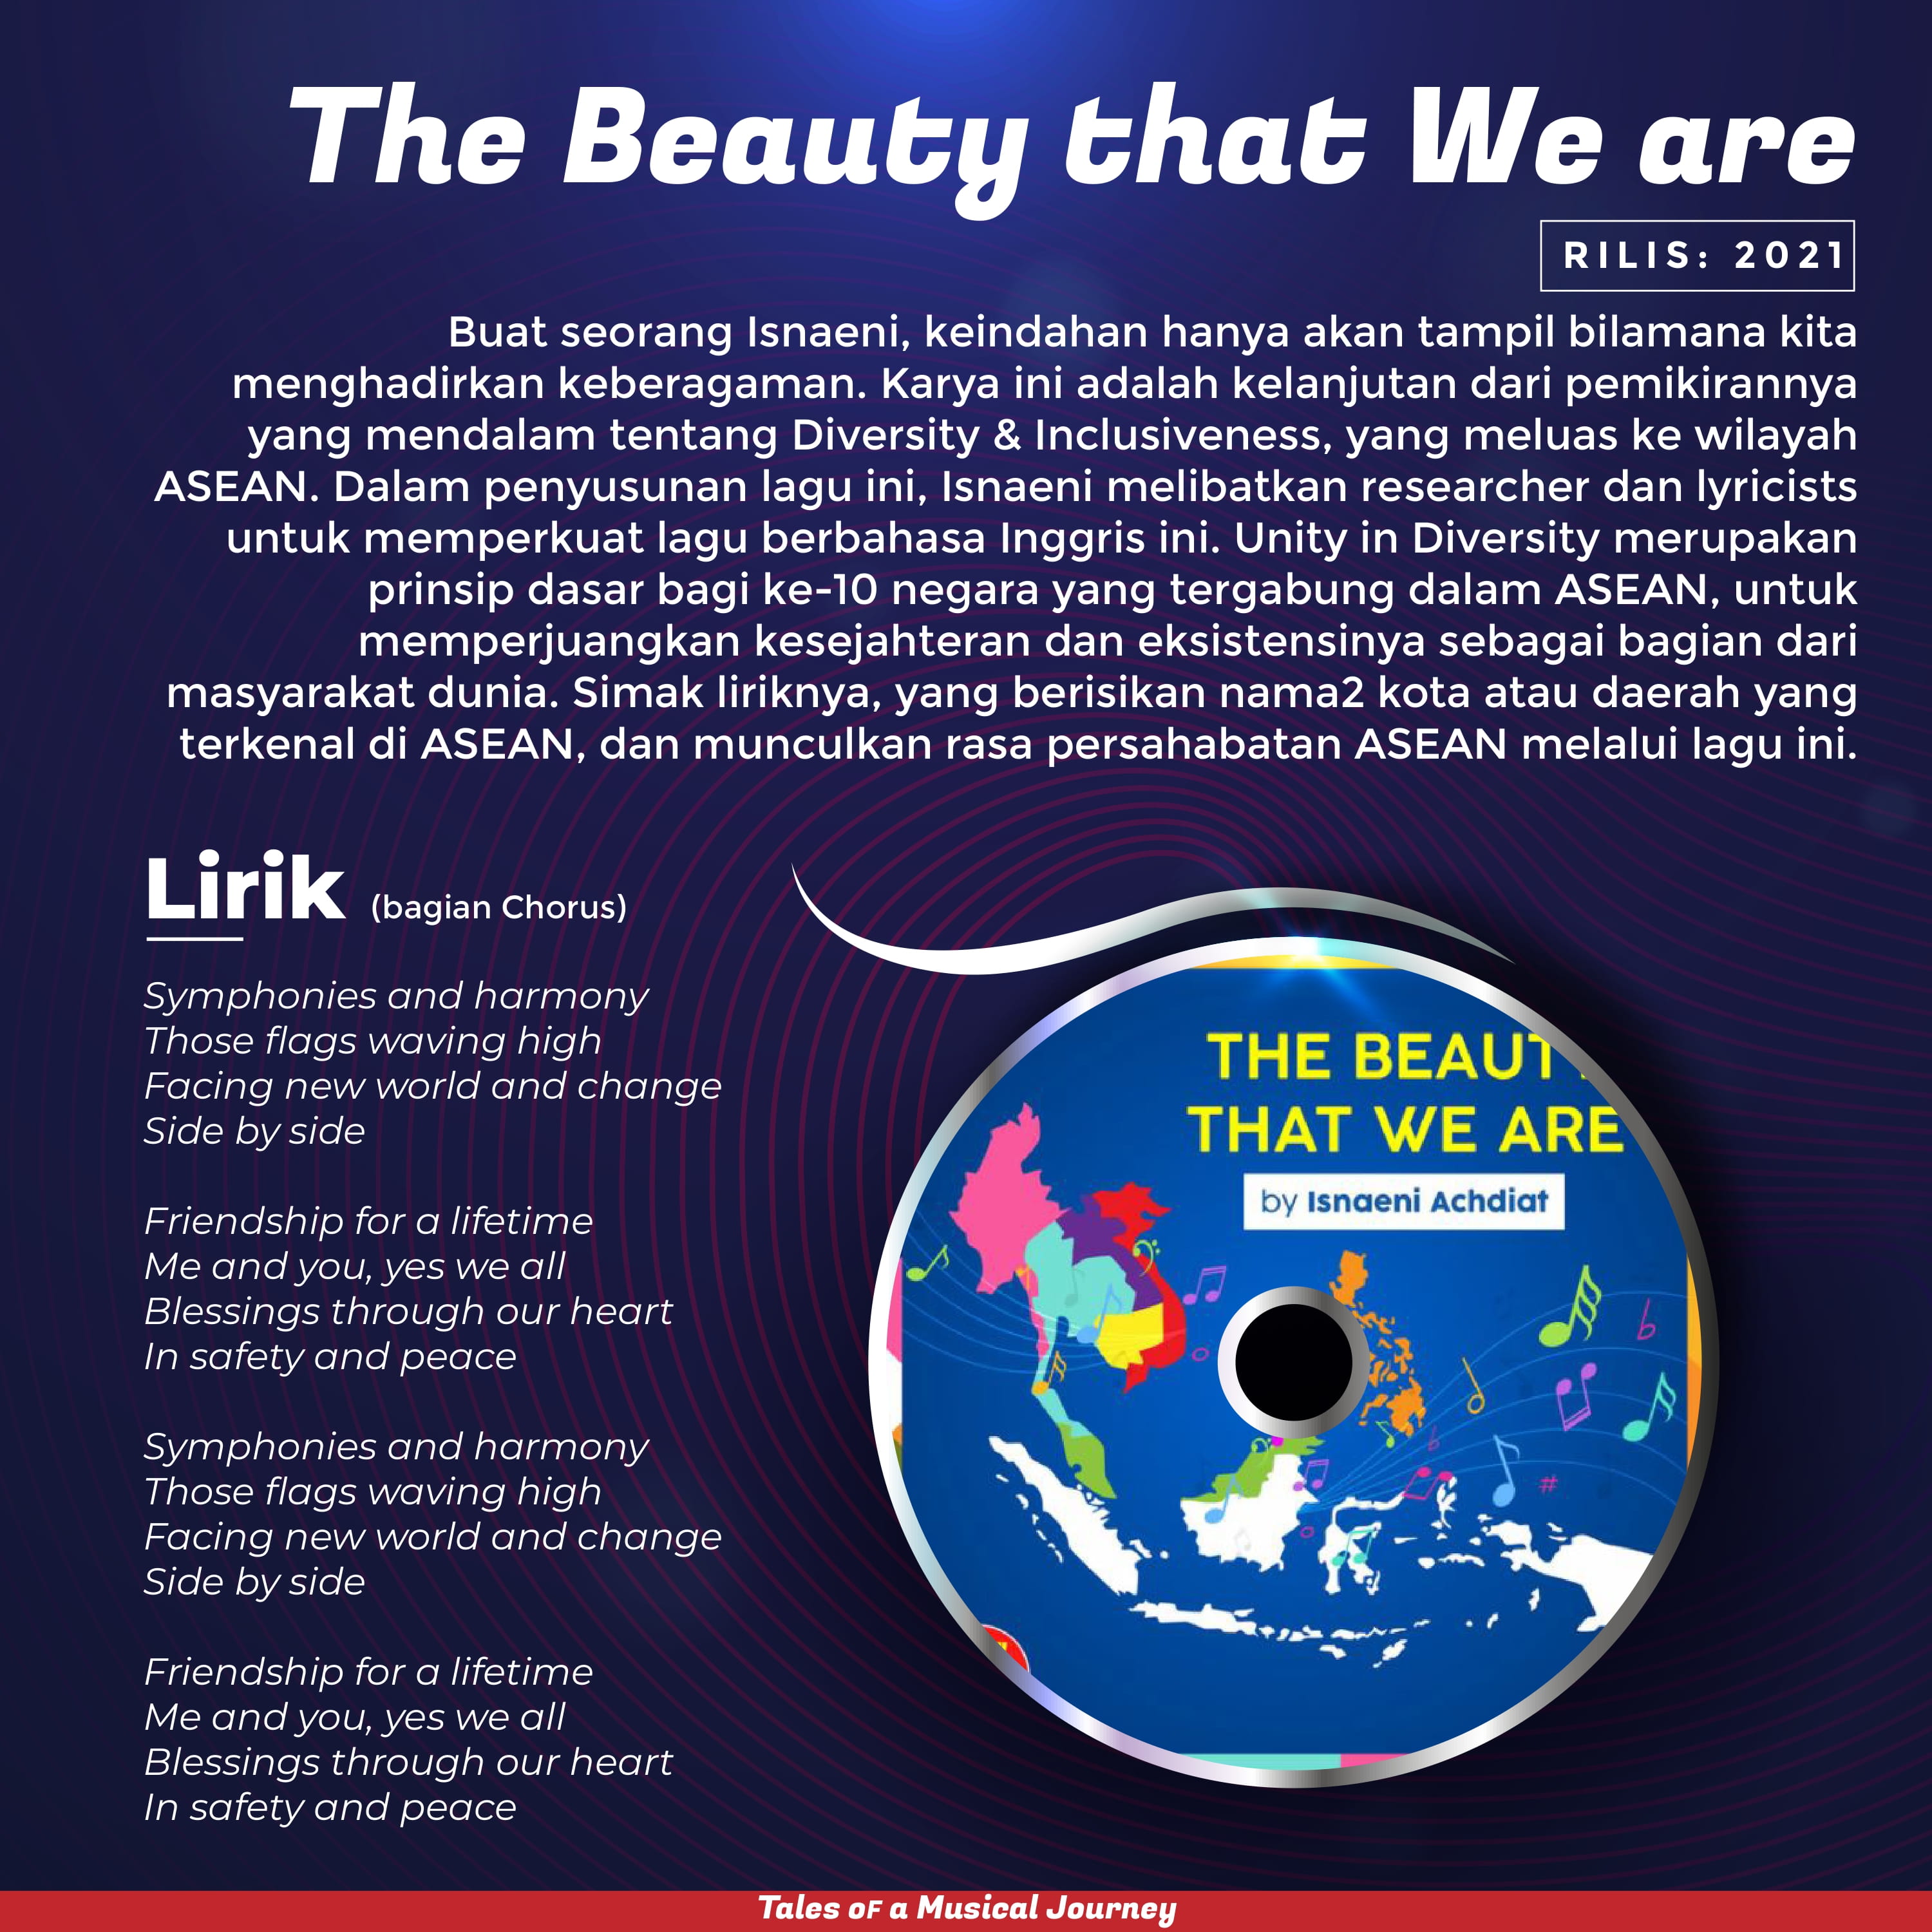 The Beauty that We are
RILIS: 2021
Buat seorang Isnaeni, keindahan hanya akan tampil bilamana kita
menghadirkan keberagaman. Karya ini adalah kelanjutan dari pemikirannya
yang mendalam tentang Diversity & Inclusiveness, yang meluas ke wilayah
ASEAN. Dalam penyusunan lagu ini, Isnaeni melibatkan researcher dan lyricists
untuk memperkuat lagu berbahasa Inggris ini. Unity in Diversity merupakan
prinsip dasar bagi ke-10 negara yang tergabung dalam ASEAN, untuk
memperjuangkan kesejahteran dan eksistensinya sebagai bagian dari
masyarakat dunia. Simak liriknya, yang berisikan nama2 kota atau daerah yang
terkenal di ASEAN, dan munculkan rasa persahabatan ASEAN melalui lagu ini.
Lirik (bagian Chorus)
Symphonies and harmony
Those flags waving high
Facing new world and change
Side by side
Friendship for a lifetime
Me and you, yes we all
Blessings through our heart
In safety and peace
Symphonies and harmony
Those flags waving high
Facing new world and change
Side by side
Friendship for a lifetime
Me and you, yes we all
Blessings through our heart
In safety and peace
THE BEAUT
THAT WE ARE
by Isnaeni Achdiat
Tales oF a Musical Journey